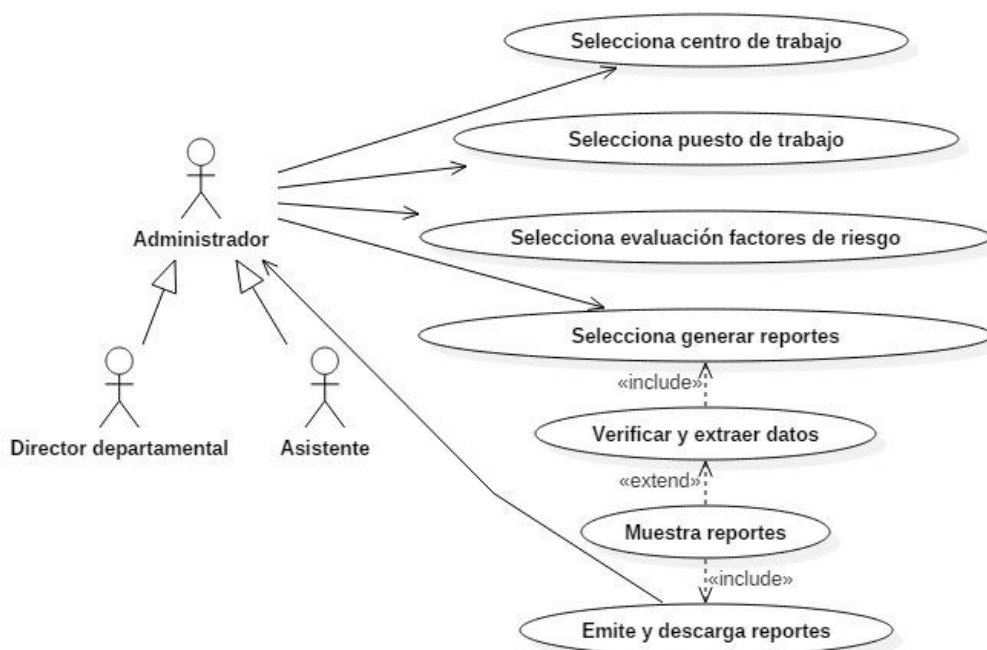 Selecciona centro de trabajo
Selecciona puesto de trabajo
Administrador
Selecciona evaluación factores de riesgo
Selecciona generar reportes
«include»
Verificar y extraer datos
Director departamental
Asistente
«extend»
Muestra reportes
«include»
Emite y descarga reportes